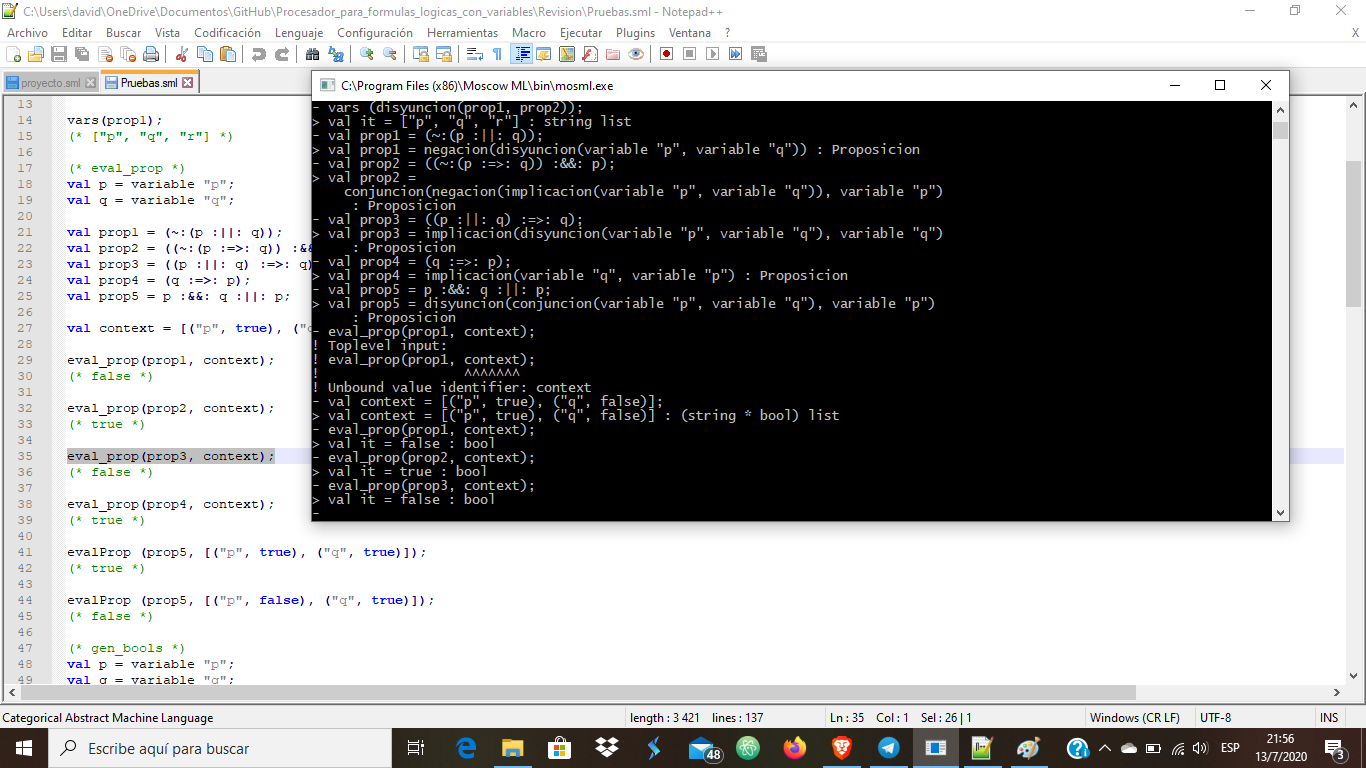 C:\Users\david\OneDrive\Documentos\GitHub\Procesador_para_formulas_logicas_con_variables\Revision\Pruebas.sml - Notepad++
Archivo Editar Buscar Vista Codificación Lenguaje Configuración Herramientas Macro Ejecutar Plugins Ventana ?
X
proyecto.sml Pruebas.sml
13
14 vars(prop1);
15 (* ["p", "q", "r"] *)
16
17 (* eval_prop *)
18 val p = variable "p";
19 val q = variable "q";
20
21 val prop1 = (~:(p :||: q));
22 val prop2 = ((~:(p :=>: q)) :&&
23 val prop3 = ((p :||: q) :=>: q)
24 val prop4 = (q :=>: p);
25 val prop5 = p :&&: q :||: p;
26
27 val context = [("p", true), ("q
28
29 eval_prop(prop1, context);
30 (* false *)
31
32 eval_prop(prop2, context);
33 (* true *)
34
35 eval_prop(prop3, context);
36 (* false *)
37
38 eval_prop(prop4, context);
39 (* true *)
40
41 evalProp (prop5, [("p", true), ("q", true)]);
42 (* true *)
43
44 evalProp (prop5, [("p", false), ("q", true)]);
45 (* false *)
46
47 (* gen_bools *)
48 val p = variable "p";
49 val q = variable "q";
C:\Program Files (x86)\Moscow ML\bin\mosml.exe
- vars (disyuncion(prop1, prop2));
> val it = ["p", "q", "r"] : string list
- val prop1 = (~:(p :||: q));
> val prop1 = negacion(disyuncion(variable "p", variable "q")) : Proposicion
- val prop2 = ((~:(p :=>: q)) :&&: p);
> val prop2 =
conjuncion(negacion(implicacion(variable "p", variable "q")), variable "p")
: Proposicion
- val prop3 = ((p :||: q) :=>: q);
> val prop3 = implicacion(disyuncion(variable "p", variable "q"), variable "q")
: Proposicion
- val prop4 = (q :=>: p);
> val prop4 = implicacion(variable "q", variable "p") : Proposicion
- val prop5 = p :&&: q :||: p;
> val prop5 = disyuncion(conjuncion(variable "p", variable "q"), variable "p")
: Proposicion
- eval_prop(prop1, context);
! Toplevel input:
! eval_prop(prop1, context);
! ^^^^^^^
! Unbound value identifier: context
- val context = [("p", true), ("q", false)];
> val context = [("p", true), ("q", false)] : (string * bool) list
- eval_prop(prop1, context);
> val it = false : bool
- eval_prop(prop2, context);
> val it = true : bool
- eval_prop(prop3, context);
> val it = false : bool
-
Categorical Abstract Machine Language length : 3 421 lines : 137 Ln : 35 Col : 1 Sel : 26 | 1 Windows (CR LF) UTF-8 INS
Escribe aquí para buscar 48 ESP 21:56
13/7/2020 3